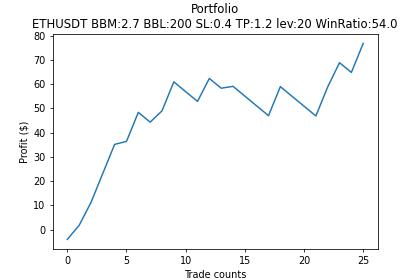 Portfolio
ETHUSDT BBM:2.7 BBL:200 SL:0.4 TP:1.2 lev:20 WinRatio:54.0
80
70
60
50
40
30
20
10
0
Profit ($)
0 5 10 15 20 25
Trade counts